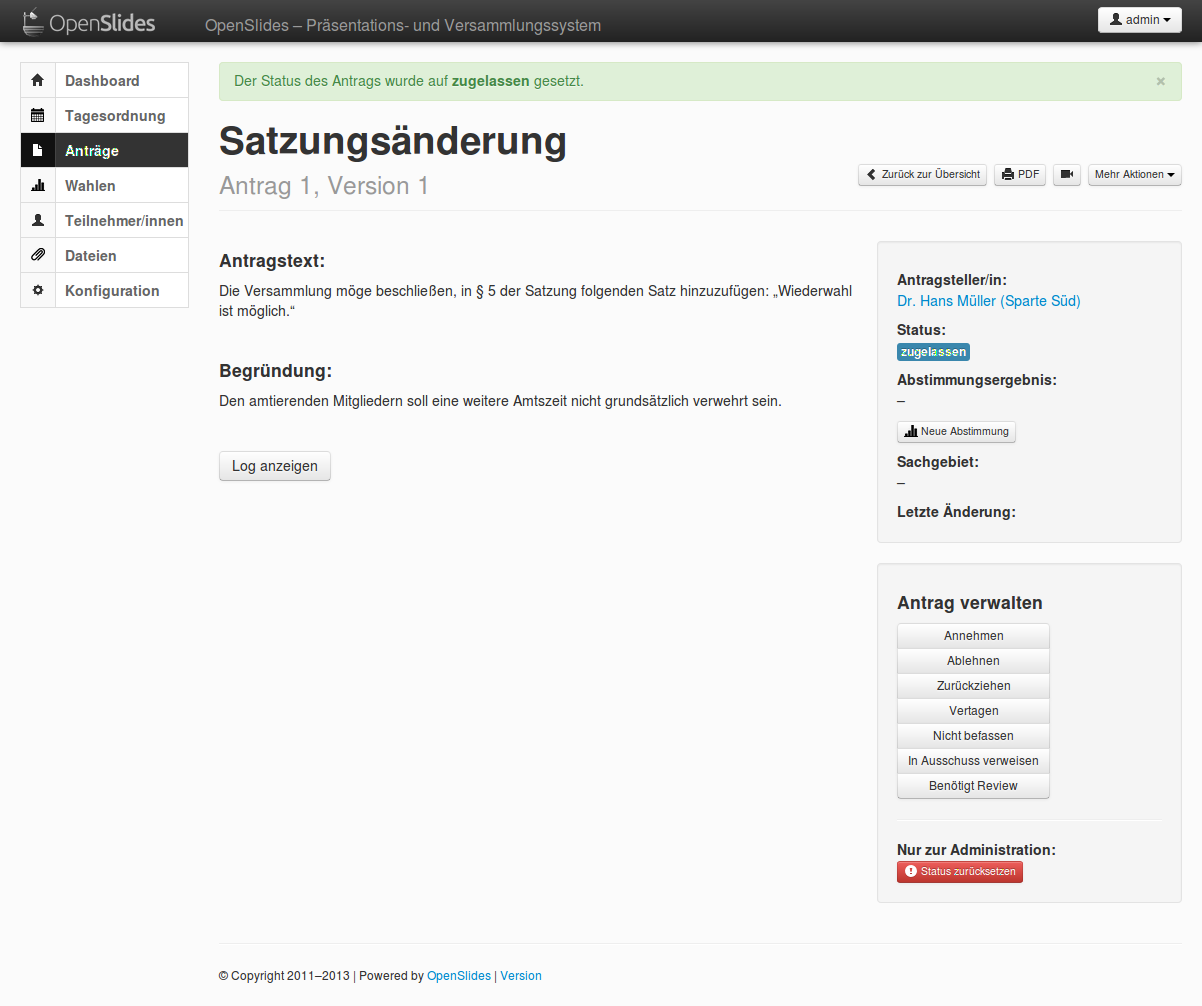 OpenSlides
OpenSlides – Präsentations- und Versammlungssystem
admin
Dashboard
Tagesordnung
Anträge
Wahlen
Teilnehmer/innen
Dateien
Konfiguration
Der Status des Antrags wurde auf zugelassen gesetzt.
×
Satzungsänderung
Antrag 1, Version 1
Zurück zur Übersicht
PDF
Mehr Aktionen
Antragstext:
Die Versammlung möge beschließen, in § 5 der Satzung folgenden Satz hinzuzufügen: „Wiederwahl
ist möglich.“
Begründung:
Den amtierenden Mitgliedern soll eine weitere Amtszeit nicht grundsätzlich verwehrt sein.
Log anzeigen
Antragsteller/in:
Dr. Hans Müller (Sparte Süd)
Status:
zugelassen
Abstimmungsergebnis:
–
Neue Abstimmung
Sachgebiet:
–
Letzte Änderung:
Antrag verwalten
Annehmen
Ablehnen
Zurückziehen
Vertagen
Nicht befassen
In Ausschuss verweisen
Benötigt Review
Nur zur Administration:
Status zurücksetzen
© Copyright 2011–2013 | Powered by OpenSlides | Version